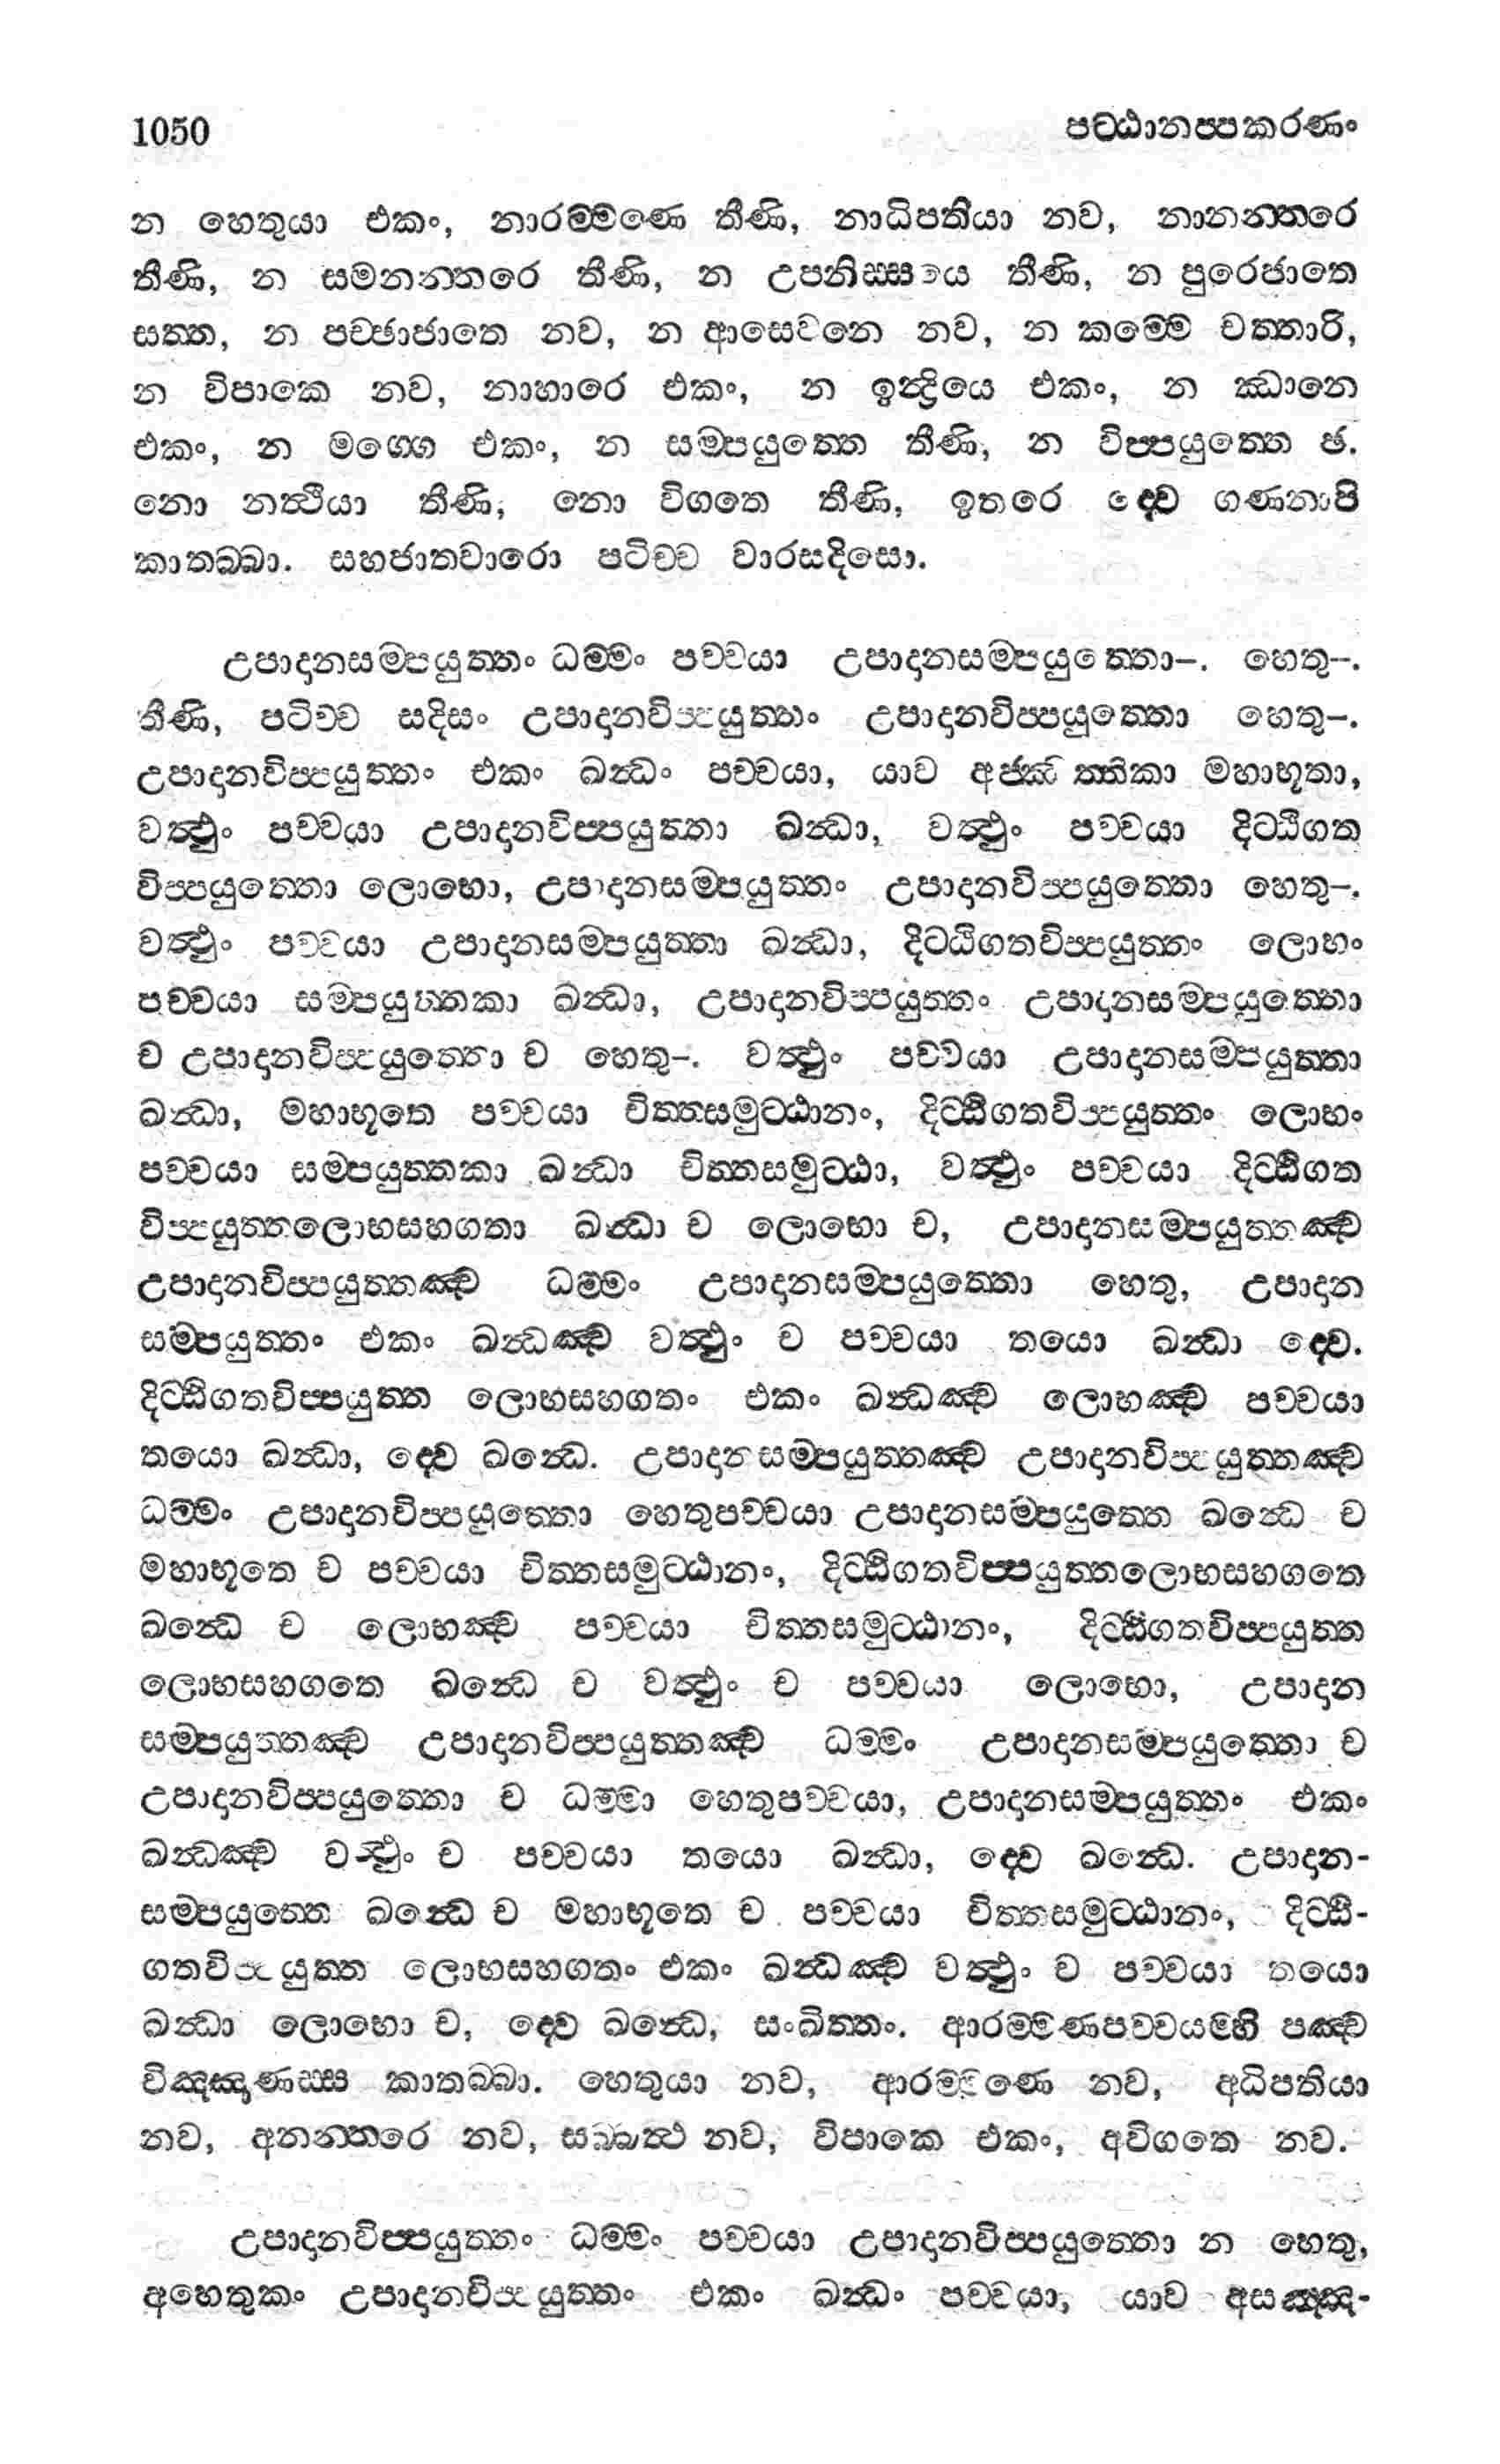 1050 පට්ඨානප්පකරණං
න හෙතුයා එකං, නාරම්මණෙ තීණි, නාධිපතියා නව, නානන්තරෙ
තීණි, න සමනන්තරෙ තීණි, න උපනිස්සයෙ තීණි, න පුරෙජාතෙ
සත්ත, න පච්ඡාජාතෙ නව, න ආසෙවනෙ නව, න කම්මෙ චත්තාරි,
න විපාකෙ නව, නාහාරෙ එකං, න ඉන්ද්‍රියෙ එකං, න ඣානෙ
එකං, න මග්ගෙ එකං, න සම්පයුත්තෙ තීණි, න විප්පයුත්තෙ ඡ.
නො නත්ථියා තීණි, නො විගතෙ තීණි, ඉතරෙ ද්වෙ ගණනාපි
කාතබ්බා. සහජාතවාරො පටිච්ච වාරසදිසො.
උපාදානසම්පයුත්තං ධම්මං පච්චයා උපාදානසම්පයුත්තො–. හෙතු–.
තීණි, පටිච්ච සදිසං උපාදානවිප්පයුත්තං උපාදානවිප්පයුත්තො හෙතු–.
උපාදානවිප්පයුත්තං එකං ඛන්ධං පච්චයා, යාව අජ්ඣත්තිකා මහාභූතා,
වත්ථුං පච්චයා උපාදානවිප්පයුත්තා ඛන්ධා, වත්ථුං පච්චයා දිට්ඨිගත
විප්පයුත්තො ලොභො, උපාදානසම්පයුත්තං උපාදානවිප්පයුත්තො හෙතු–.
වත්ථුං පච්චයා උපාදානසම්පයුත්තා ඛන්ධා, දිට්ඨිගතවිප්පයුත්තං ලොභං
පච්චයා සම්පයුත්තකා ඛන්ධා, උපාදානවිප්පයුත්තං උපාදානසම්පයුත්තො
ච උපාදානවිප්පයුත්තො ච හෙතු–. වත්ථුං පච්චයා උපාදානසම්පයුත්තා
ඛන්ධා, මහාභූතෙ පච්චයා චිත්තසමුට්ඨානං, දිට්ඨිගතවිප්පයුත්තං ලොභං
පච්චයා සම්පයුත්තකා ඛන්ධා චිත්තසමුට්ඨා, වත්ථුං පච්චයා දිට්ඨිගත
විප්පයුත්තලොභසහගතා ඛන්ධා ච ලොභො ච, උපාදානසම්පයුත්තඤ්ච
උපාදානවිප්පයුත්තඤ්ච ධම්මං උපාදානසම්පයුත්තො හෙතු, උපාදාන
සම්පයුත්තං එකං ඛන්ධඤ්ච වත්ථුං ච පච්චයා තයො ඛන්ධා ද්වෙ.
දිට්ඨිගතවිප්පයුත්ත ලොභසහගතං එකං ඛන්ධඤ්ච ලොභඤ්ච පච්චයා
තයො ඛන්ධා, ද්වෙ ඛන්ධෙ. උපාදානසම්පයුත්තඤ්ච උපාදානවිප්පයුත්තඤ්ච
ධම්මං උපාදානවිප්පයුත්තො හෙතුපච්චයා උපාදානසම්පයුත්තෙ ඛන්ධෙ ච
මහාභූතෙ ච පච්චයා චිත්තසමුට්ඨානං, දිට්ඨිගතවිප්පයුත්තලොභසහගතෙ
ඛන්ධෙ ච ලොභඤ්ච පච්චයා චිත්තසමුට්ඨානං, දිට්ඨිගතවිප්පයුත්ත
ලොභසහගතෙ ඛන්ධෙ ච වත්ථුං ච පච්චයා ලොභො, උපාදාන
සම්පයුත්තඤ්ච උපාදානවිප්පයුත්තඤ්ච ධම්මං උපාදානසම්පයුත්තො ච
උපාදානවිප්පයුත්තො ච ධම්මා හෙතුපච්චයා, උපාදානසම්පයුත්තං එකං
ඛන්ධඤ්ච වත්ථුං ච පච්චයා තයො ඛන්ධා, ද්වෙ ඛන්ධෙ. උපාදාන-
සම්පයුත්තෙ ඛන්ධෙ ච මහාභූතෙ ච පච්චයා චිත්තසමුට්ඨානං, දිට්ඨි-
ගතවිප්පයුත්ත ලොභසහගතං එකං ඛන්ධඤ්ච වත්ථුං ච පච්චයා තයො
ඛන්ධා ලොභො ච, ද්වෙ ඛන්ධෙ, සංඛිත්තං. ආරම්මණපච්චයම්හි පඤ්ච
විඤ්ඤාණස්ස කාතබ්බා. හෙතුයා නව, ආරම්මණෙ නව, අධිපතියා
නව, අනන්තරෙ නව, සබ්බත්ථ නව, විපාකෙ එකං, අවිගතෙ නව.
උපාදානවිප්පයුත්තං ධම්මං පච්චයා උපාදානවිප්පයුත්තො න හෙතු,
අහෙතුකං උපාදානවිප්පයුත්තං එකං ඛන්ධං පච්චයා, යාව අසඤ්ඤ-